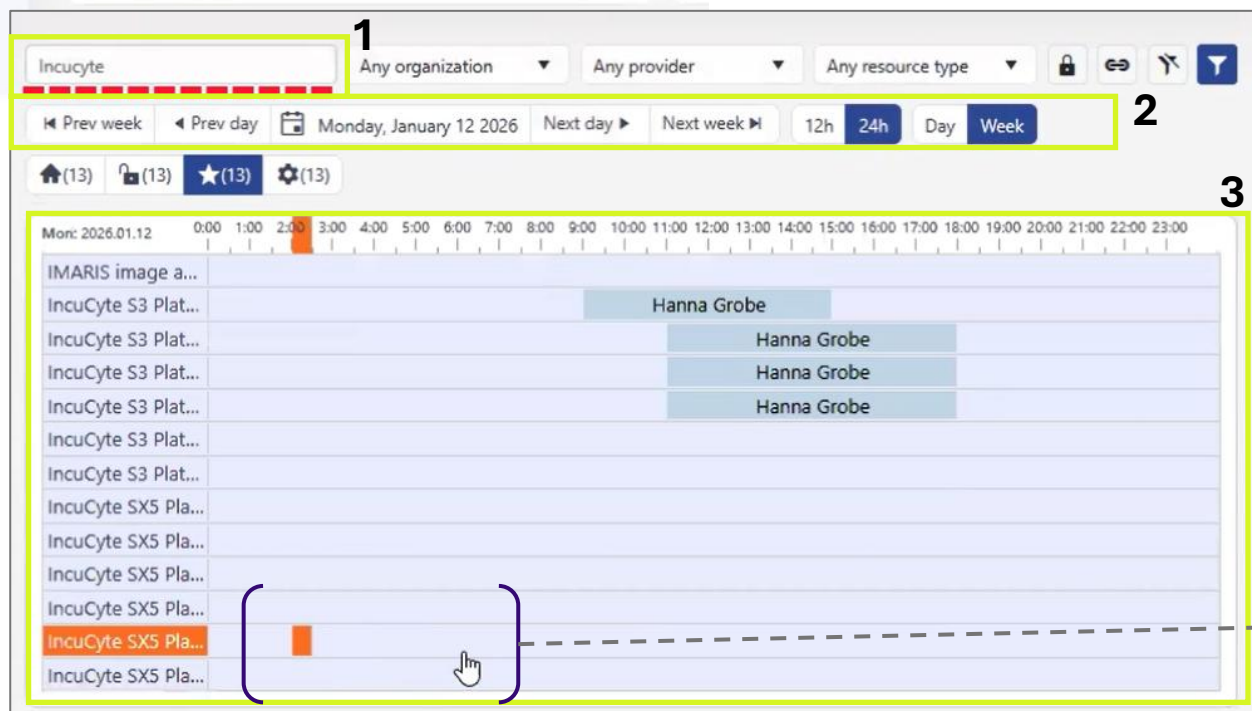 1
Incucyte
Any organization
Any provider
Any resource type
2
Prev week
Prev day
Monday, January 12 2026
Next day
Next week
12h
24h
Day
Week
(13)
(13)
(13)
(13)
3
Mon: 2026.01.12 0:00 1:00 2:00 3:00 4:00 5:00 6:00 7:00 8:00 9:00 10:00 11:00 12:00 13:00 14:00 15:00 16:00 17:00 18:00 19:00 20:00 21:00 22:00 23:00
IMARIS image a...
IncuCyte S3 Plat... Hanna Grobe
IncuCyte S3 Plat... Hanna Grobe
IncuCyte S3 Plat... Hanna Grobe
IncuCyte S3 Plat... Hanna Grobe
IncuCyte S3 Plat...
IncuCyte S3 Plat...
IncuCyte SX5 Pla...
IncuCyte SX5 Pla...
IncuCyte SX5 Pla...
IncuCyte SX5 Pla...
IncuCyte SX5 Pla...
IncuCyte SX5 Pla...